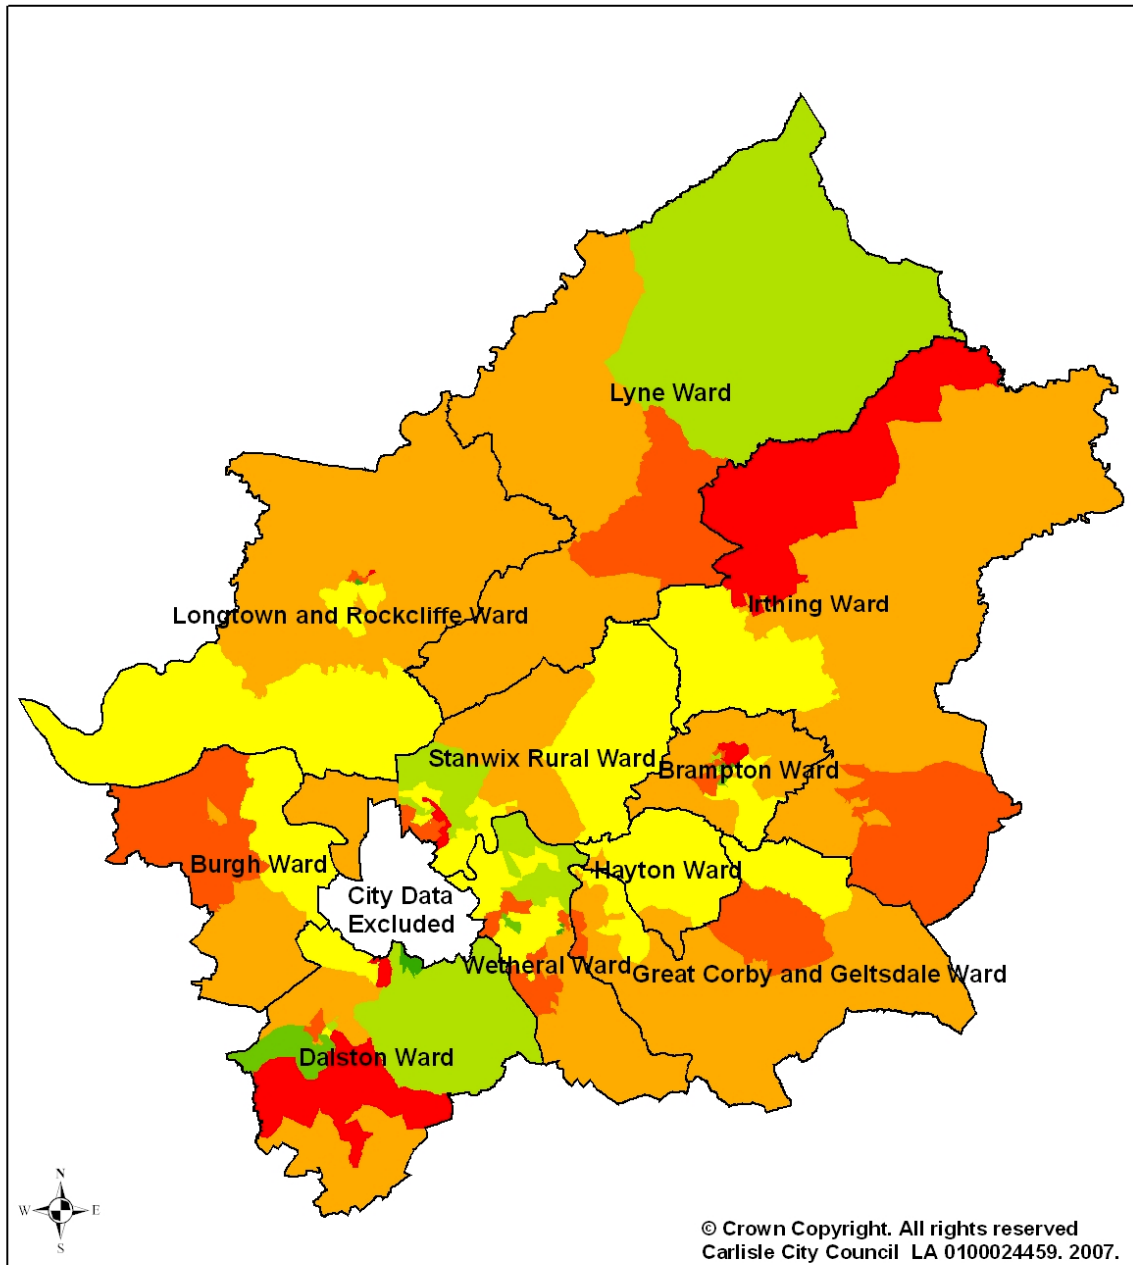 Lyne Ward
Irthing Ward
Longtown and Rockcliffe Ward
Stanwix Rural Ward
Brampton Ward
Burgh Ward
Hayton Ward
City Data
Excluded
Wetheral Ward
Great Corby and Geltsdale Ward
Dalston Ward
N
W E
S
© Crown Copyright. All rights reserved
Carlisle City Council LA 0100024459. 2007.